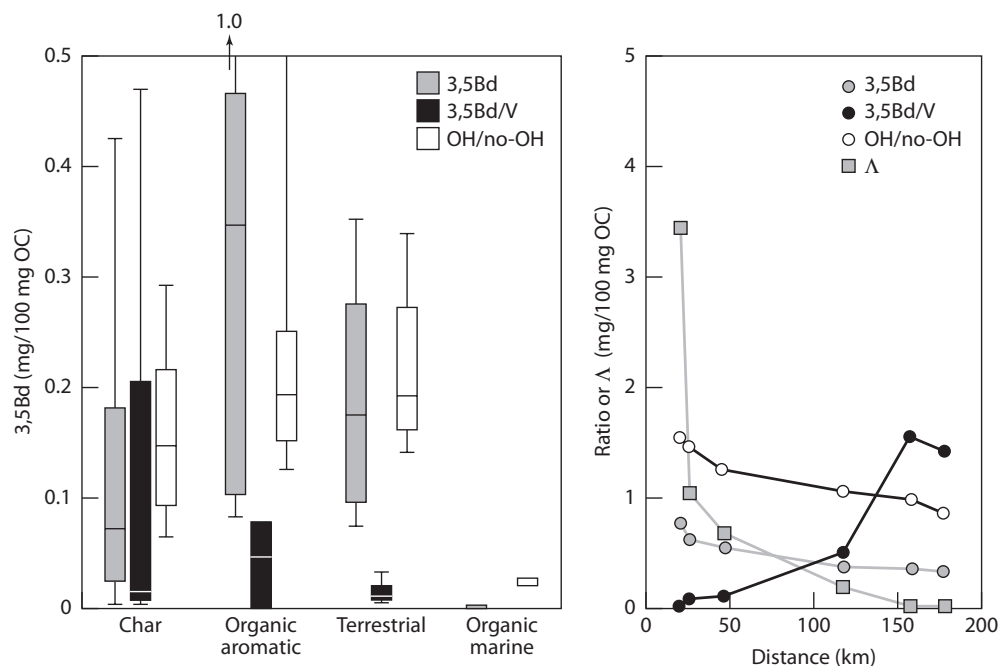 1.0
0.5
0.4
0.3
0.2
0.1
0
3,5Bd (mg/100 mg OC)
3,5Bd
3,5Bd/V
OH/no-OH
Char
Organic
aromatic
Terrestrial
Organic
marine
5
4
3
2
1
0
Ratio or Λ (mg/100 mg OC)
3,5Bd
3,5Bd/V
OH/no-OH
Λ
0 50 100 150 200
Distance (km)